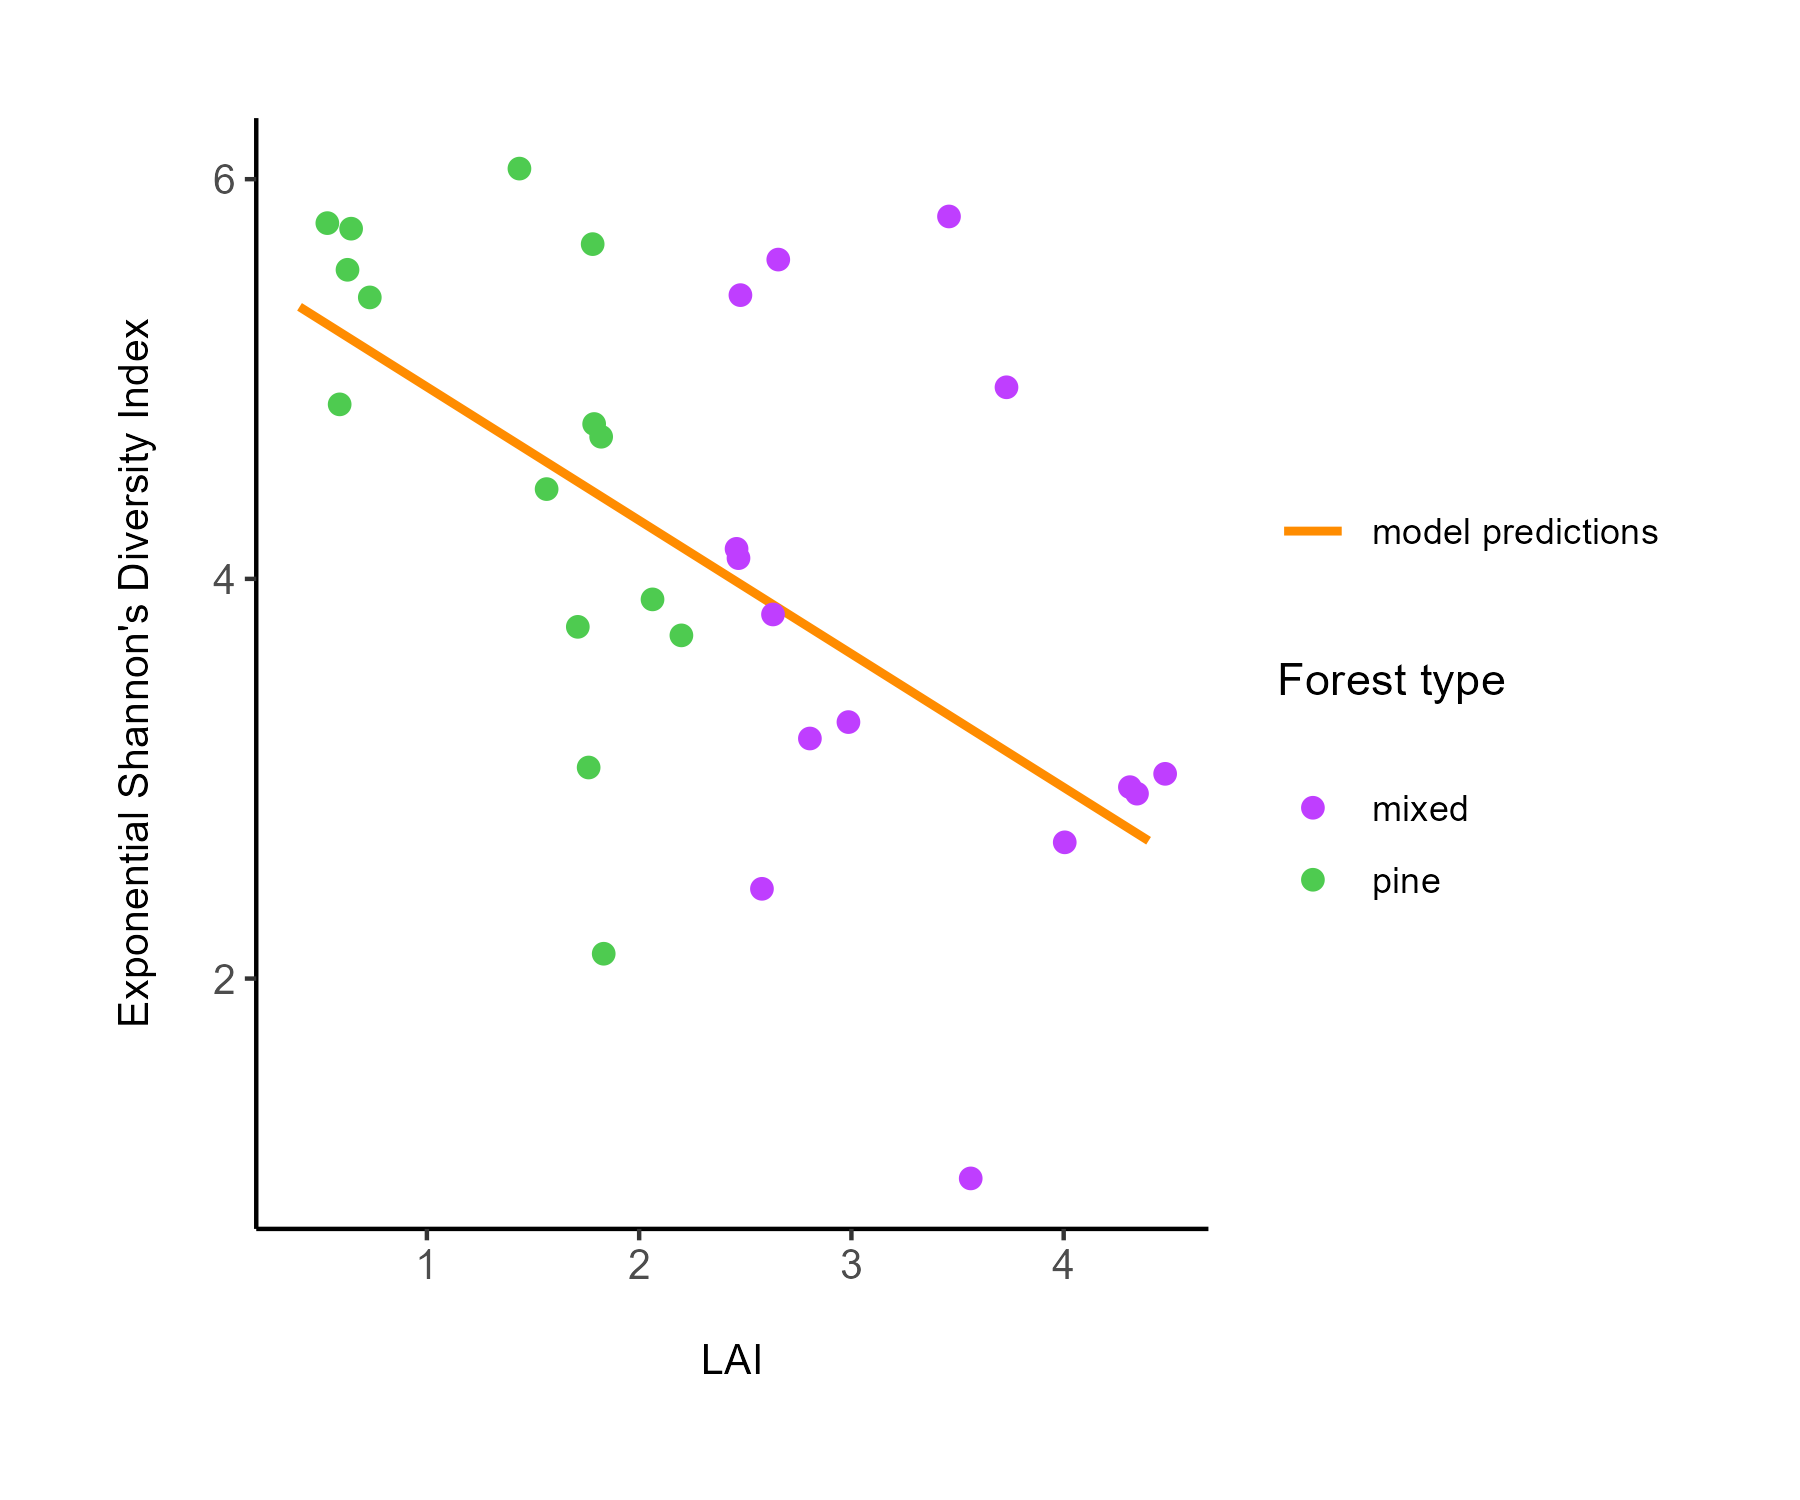 Exponential Shannon's Diversity Index
6
4
2
1
2
3
4
LAI
model predictions
Forest type
mixed
pine